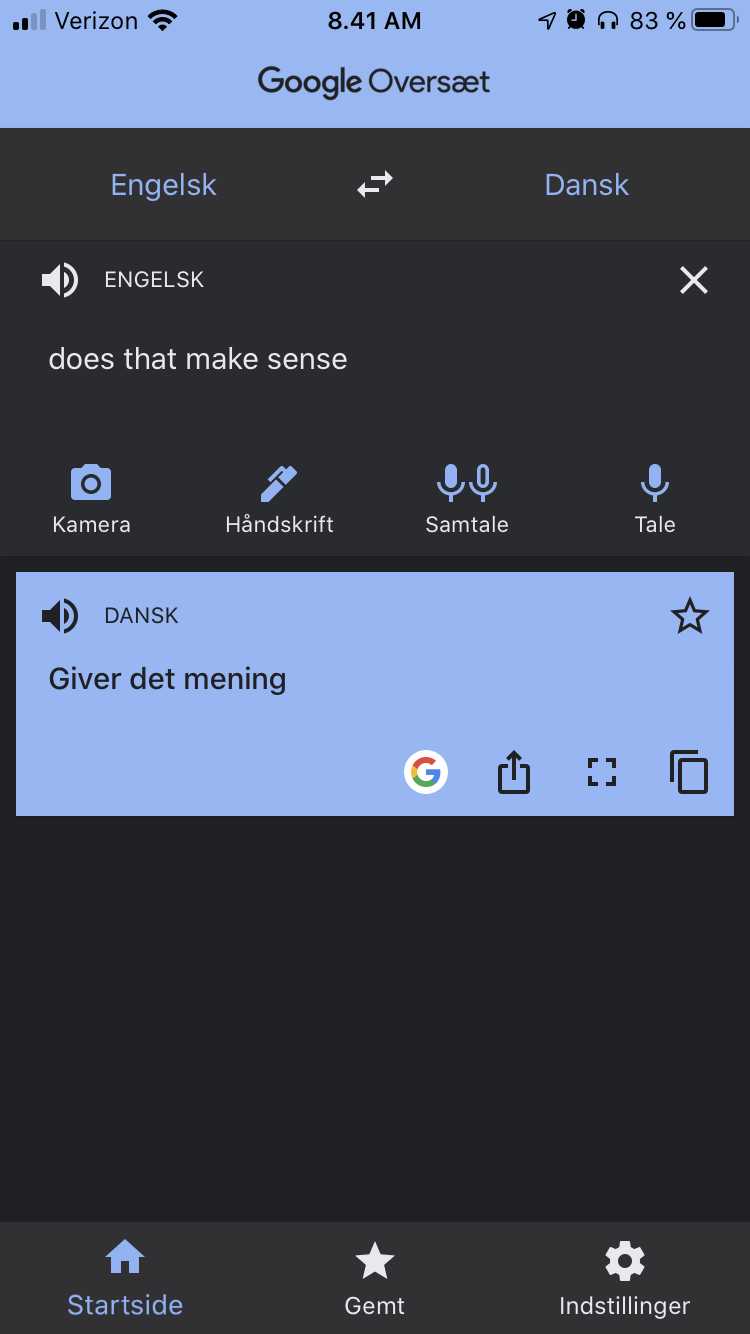 Verizon 8.41 AM 83 %
Google Oversæt
Engelsk Dansk
ENGELSK
does that make sense
Kamera Håndskrift Samtale Tale
DANSK
Giver det mening
G
Startside Gemt Indstillinger